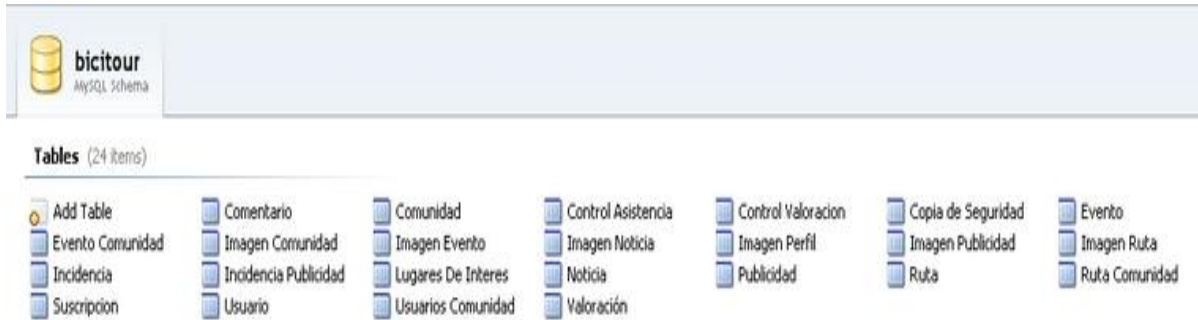 bicitour
MySQL Schema
Tables (24 items)
Add Table Comentario Comunidad Control Asistencia Control Valoracion Copia de Seguridad Evento
Evento Comunidad Imagen Comunidad Imagen Evento Imagen Noticia Imagen Perfil Imagen Publicidad Imagen Ruta
Incidencia Incidencia Publicidad Lugares De Interes Noticia Publicidad Ruta Ruta Comunidad
Suscripcion Usuario Usuarios Comunidad Valoración